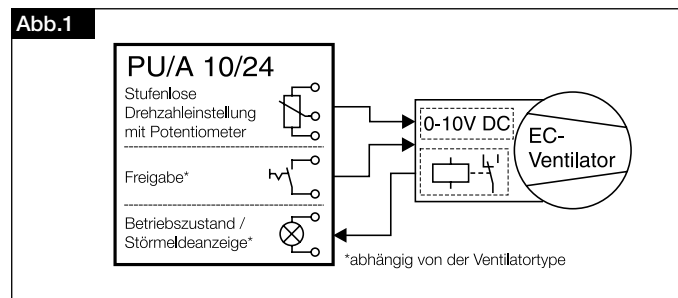 Abb.1
PU/A 10/24
Stufenlose
Drehzahleinstellung
mit Potentiometer
Freigabe*
Betriebszustand /
Störmeldeanzeige*
0-10V DC
EC-
Ventilator
*abhängig von der Ventilatortype